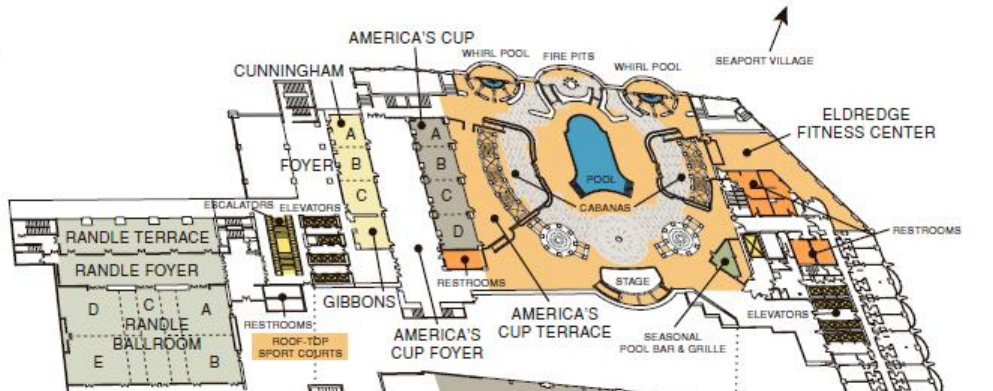 AMERICA'S CUP
WHIRL POOL
FIRE PITS
WHIRL POOL
SEAPORT VILLAGE
CUNNINGHAM
ELDREDGE
FITNESS CENTER
A
A
FOYER
B
B
C
C
POOL
CABANAS
ESCALATORS
ELEVATORS
D
RANDLE TERRACE
RESTROOMS
RANDLE FOYER
RESTROOMS
GIBBONS
STAGE
D
C
A
RANDLE
BALLROOM
E
B
RESTROOMS
ROOF-TOP
SPORT COURTS
AMERICA'S
CUP FOYER
AMERICA'S
CUP TERRACE
SEASONAL
POOL BAR & GRILLE
ELEVATORS